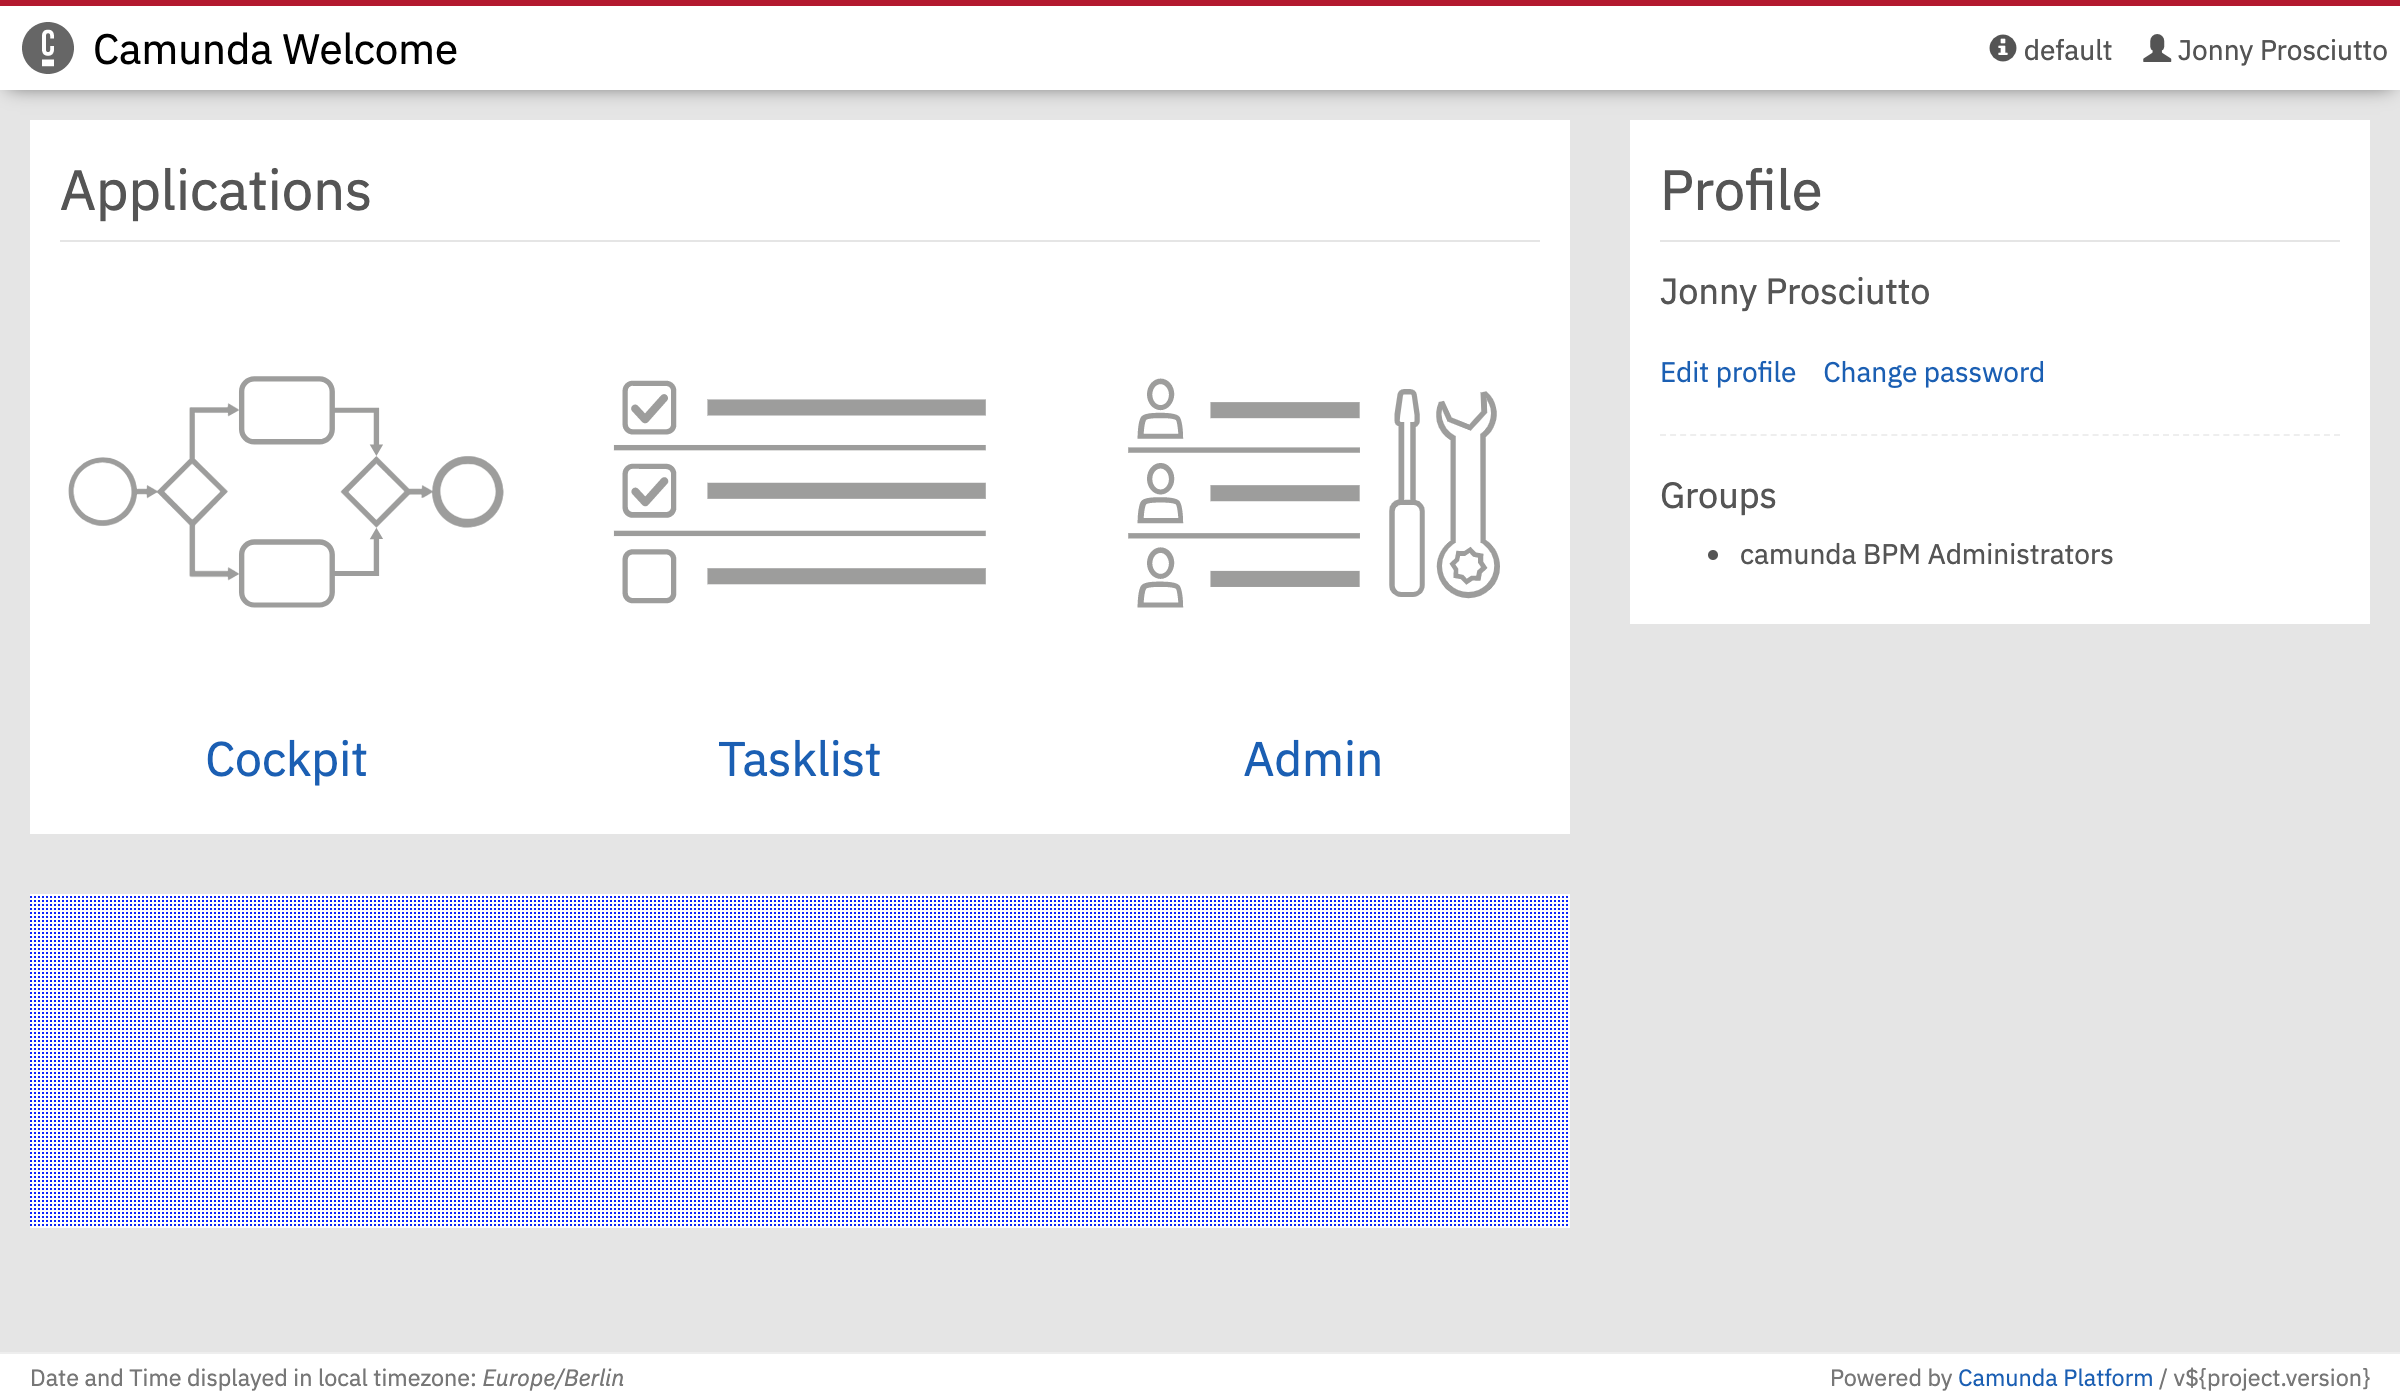 Camunda Welcome
default Jonny Prosciutto
Applications
Cockpit
Tasklist
Admin
Profile
Jonny Prosciutto
Edit profile Change password
Groups
camunda BPM Administrators
Date and Time displayed in local timezone: Europe/Berlin
Powered by Camunda Platform / v${project.version}